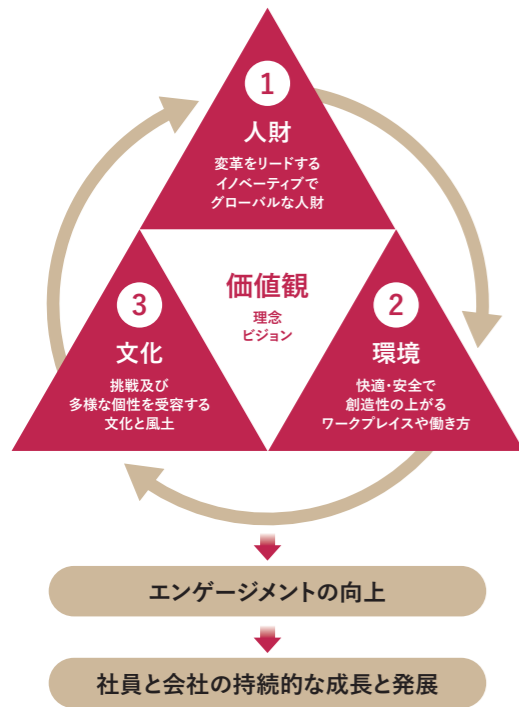 1
人財
変革をリードする
イノベーティブで
グローバルな人財
価値観
理念
ビジョン
3
文化
挑戦及び
多様な個性を受容する
文化と風土
2
環境
快適・安全で
創造性の上がる
ワークプレイスや働き方
エンゲージメントの向上
社員と会社の持続的な成長と発展